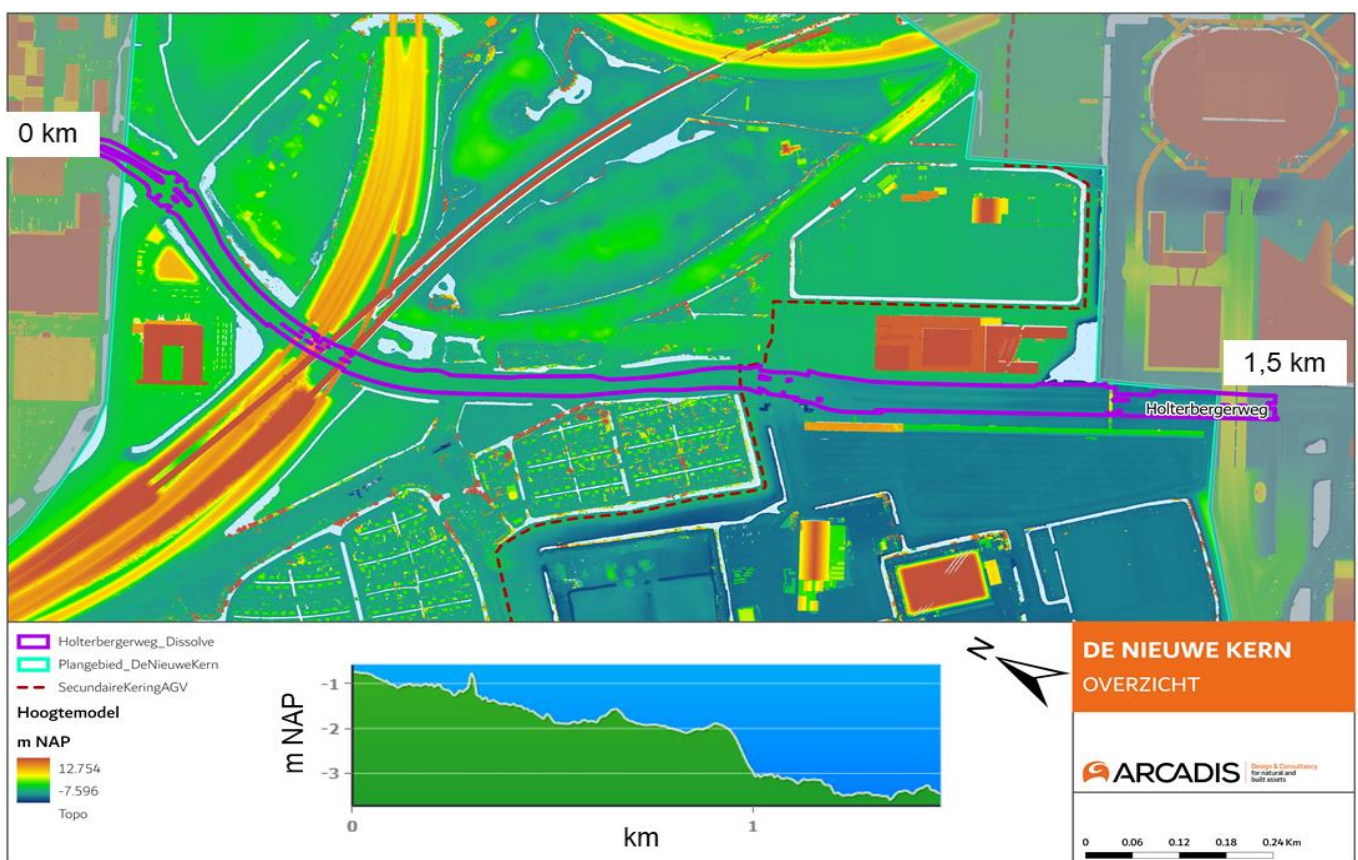 0 km
1,5 km
Holterbergerweg
Holterbergerweg_Dissolve
Plangebied_DeNieuweKern
SecundaireKeringAGV
Hoogtemodel
m NAP
12.754
-7.596
Topo
m NAP
-1
-2
-3
0
1
km
N
DE NIEUWE KERN
OVERZICHT
ARCADIS
Design & Consultancy
for natural and
built assets
0 0.06 0.12 0.18 0.24 Km